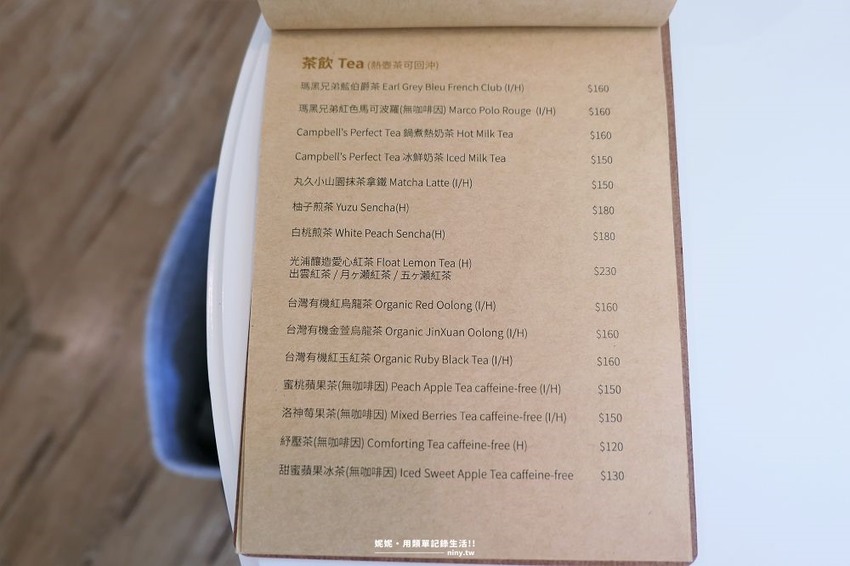 茶飲 Tea (熱壺茶可回沖)
瑪黑兄弟藍伯爵茶 Earl Grey Bleu French Club (I/H) $160
瑪黑兄弟紅色馬可波羅(無咖啡因) Marco Polo Rouge (I/H) $160
Campbell's Perfect Tea 鍋煮熱奶茶 Hot Milk Tea $160
Campbell's Perfect Tea 冰鮮奶茶 Iced Milk Tea $150
丸久小山園抹茶拿鐵 Matcha Latte (I/H) $150
柚子煎茶 Yuzu Sencha(H) $180
白桃煎茶 White Peach Sencha(H) $180
光浦釀造愛心紅茶 Float Lemon Tea (H)
出雲紅茶 / 月ヶ瀨紅茶 / 五ヶ瀨紅茶 $230
台灣有機紅烏龍茶 Organic Red Oolong (I/H) $160
台灣有機金萱烏龍茶 Organic JinXuan Oolong (I/H) $160
台灣有機紅玉紅茶 Organic Ruby Black Tea (I/H) $160
蜜桃蘋果茶(無咖啡因) Peach Apple Tea caffeine-free (I/H) $150
洛神莓果茶(無咖啡因) Mixed Berries Tea caffeine-free (I/H) $150
紓壓茶(無咖啡因) Comforting Tea caffeine-free (H) $120
甜蜜蘋果冰茶(無咖啡因) Iced Sweet Apple Tea caffeine-free $130
妮妮。用類單記錄生活!!
niny.tw